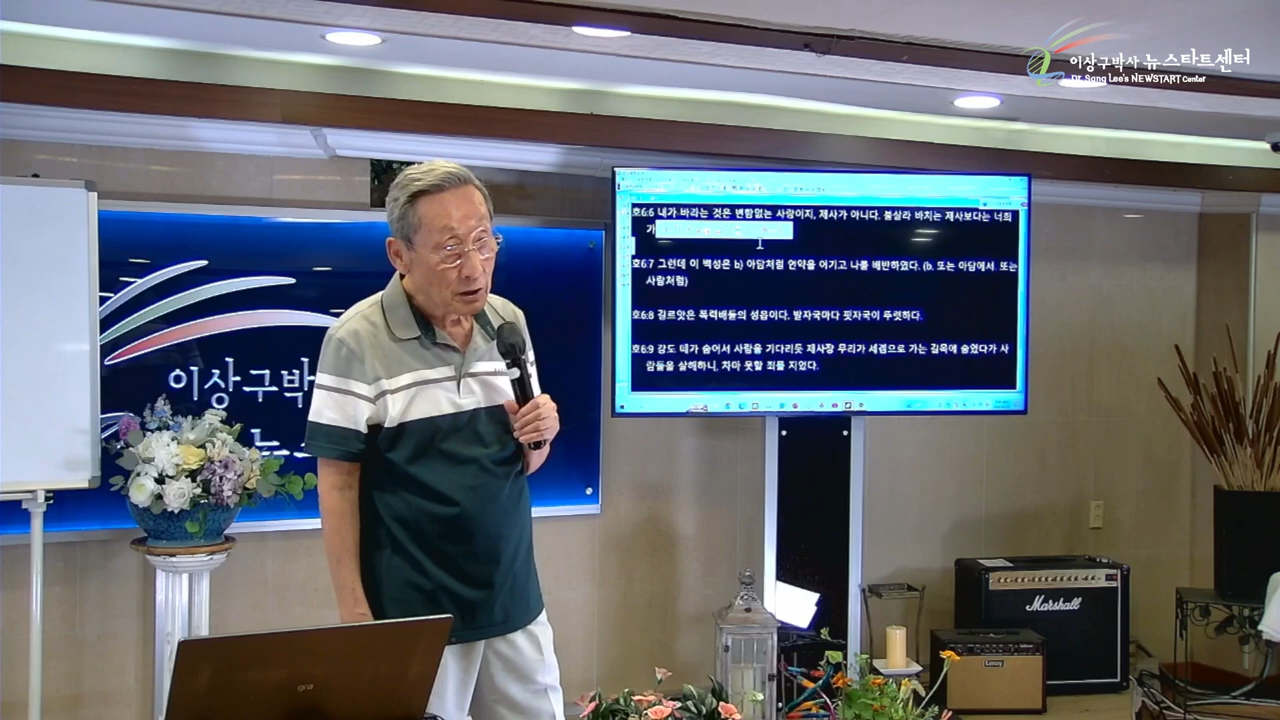 이상구박사 뉴스타트센터
Dr. Sang Lee's NEWSTART Center
호6:6 내가 바라는 것은 변함없는 사랑이지, 제사가 아니다. 불살라 바치는 제사보다는 너희
가
호6:7 그런데 이 백성은 b) 아담처럼 언약을 어기고 나를 배반하였다. (b. 또는 아담에서. 또는
사람처럼)
호6:8 길르앗은 폭력배들의 성읍이다. 발자국마다 핏자국이 뚜렷하다.
호6:9 강도 떼가 숨어서 사람을 기다리듯 제사장 무리가 세겜으로 가는 길목에 숨었다가 사
람들을 살해하니, 차마 못할 죄를 지었다.
이상구박
뉴스
Marshall
Laney
gram